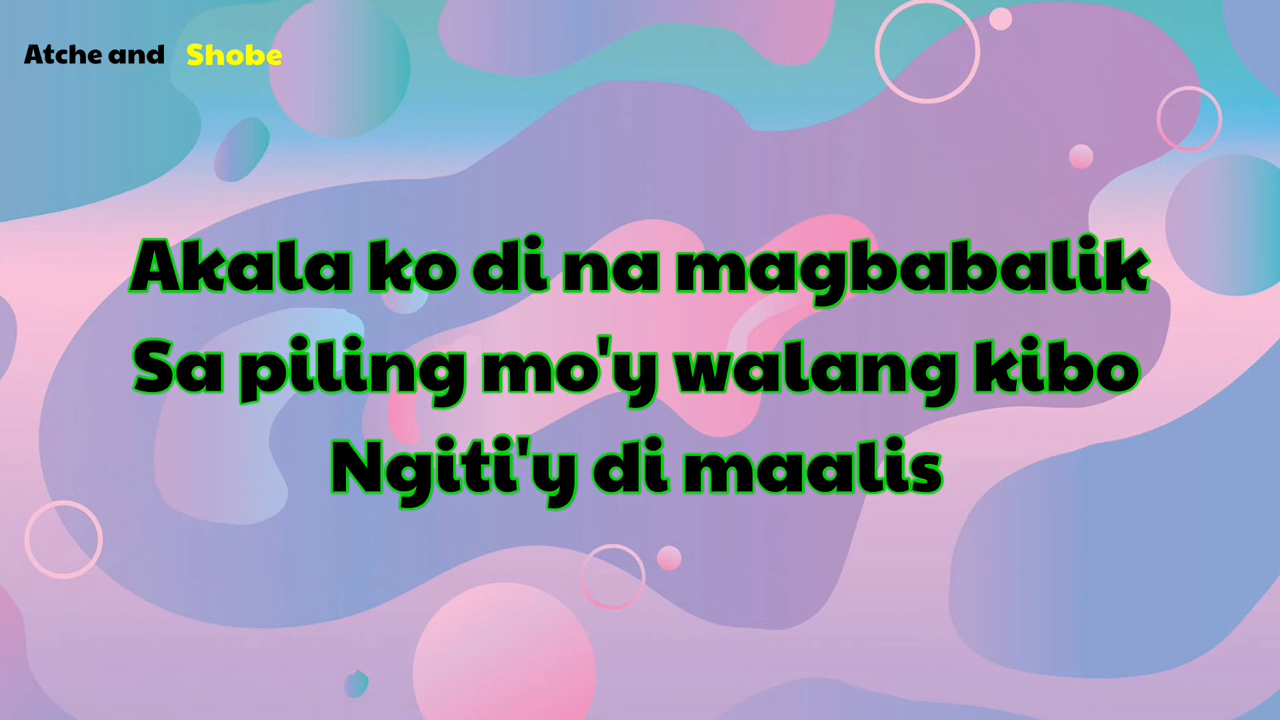 Atche and Shobe
Akala ko di na magbabalik
Sa piling mo'y walang kibo
Ngiti'y di maalis